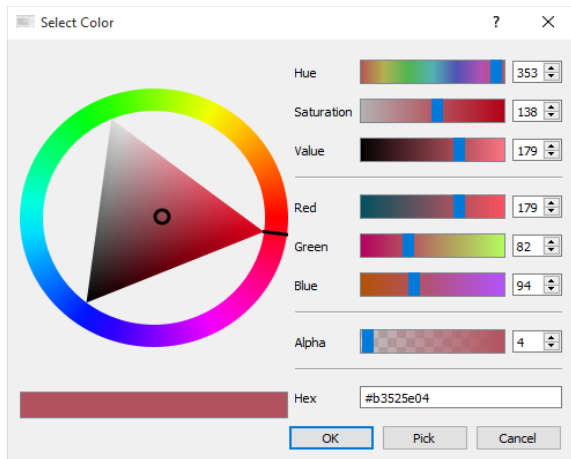 Select Color
Hue 353
Saturation 138
Value 179
Red 179
Green 82
Blue 94
Alpha 4
Hex #b3525e04
OK Pick Cancel